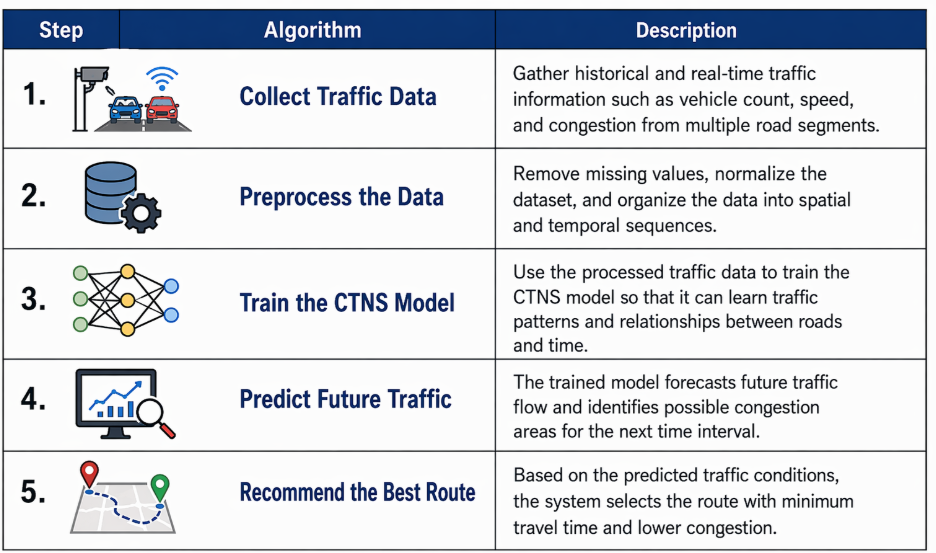 Step Algorithm Description
1. Collect Traffic Data
Gather historical and real-time traffic
information such as vehicle count, speed,
and congestion from multiple road segments.
2. Preprocess the Data
Remove missing values, normalize the
dataset, and organize the data into spatial
and temporal sequences.
3. Train the CTNS Model
Use the processed traffic data to train the
CTNS model so that it can learn traffic
patterns and relationships between roads
and time.
4. Predict Future Traffic
The trained model forecasts future traffic
flow and identifies possible congestion
areas for the next time interval.
5. Recommend the Best Route
Based on the predicted traffic conditions,
the system selects the route with minimum
travel time and lower congestion.